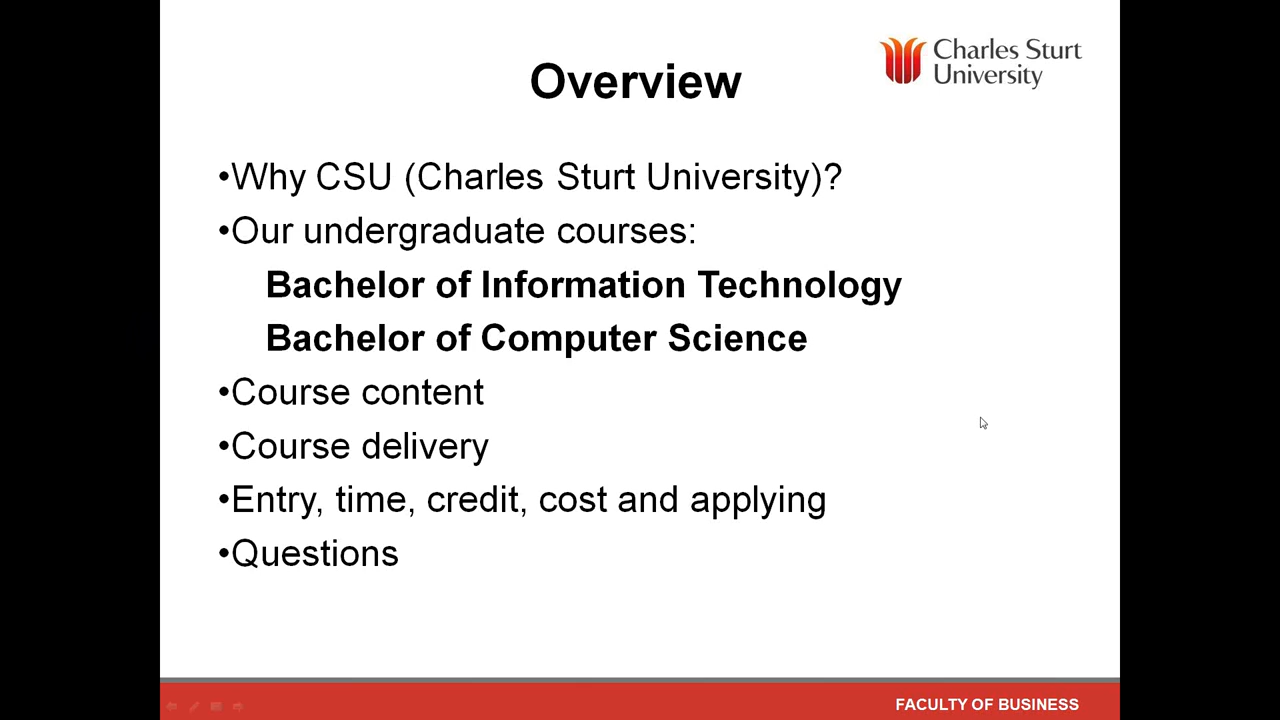 Charles Sturt
University
Overview
•Why CSU (Charles Sturt University)?
•Our undergraduate courses:
Bachelor of Information Technology
Bachelor of Computer Science
•Course content
•Course delivery
•Entry, time, credit, cost and applying
•Questions
FACULTY OF BUSINESS